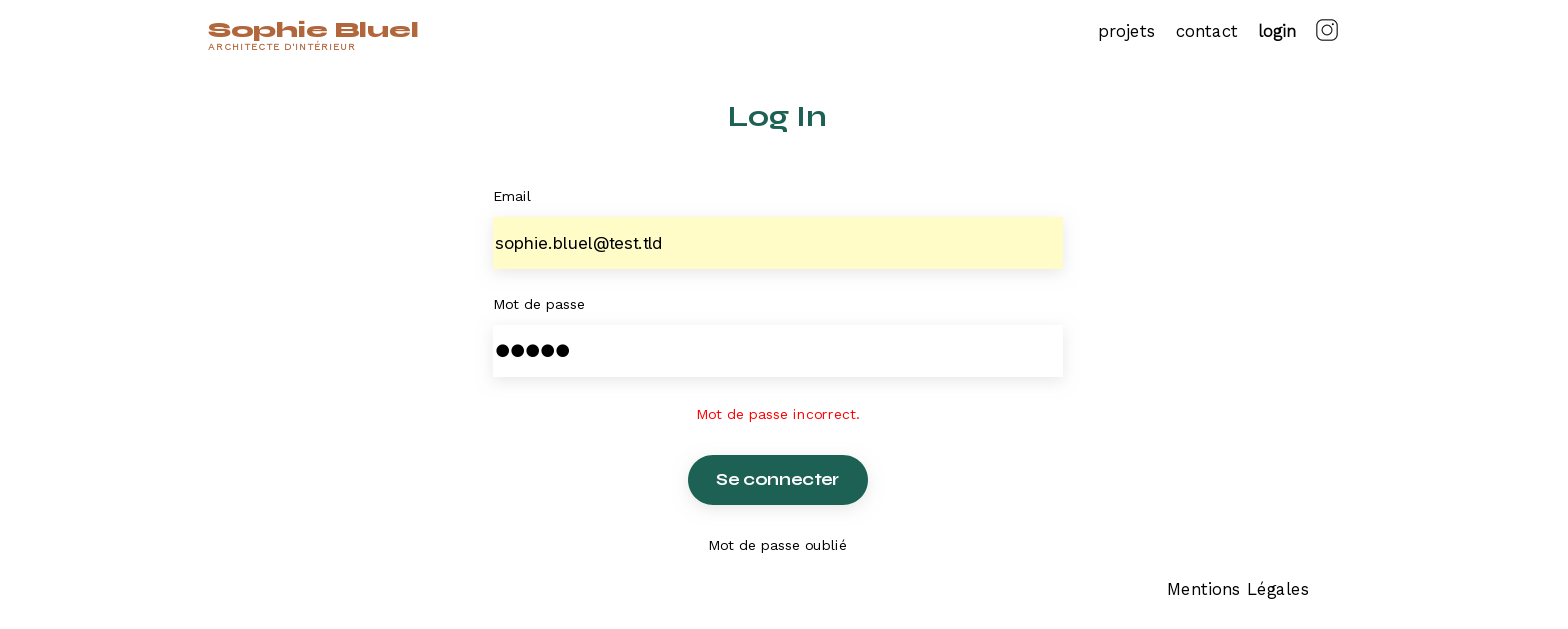 Sophie Bluel
ARCHITECTE D'INTÉRIEUR
projets contact login
Log In
Email
sophie.bluel@test.tld
Mot de passe
●●●●●
Mot de passe incorrect.
Se connecter
Mot de passe oublié
Mentions Légales